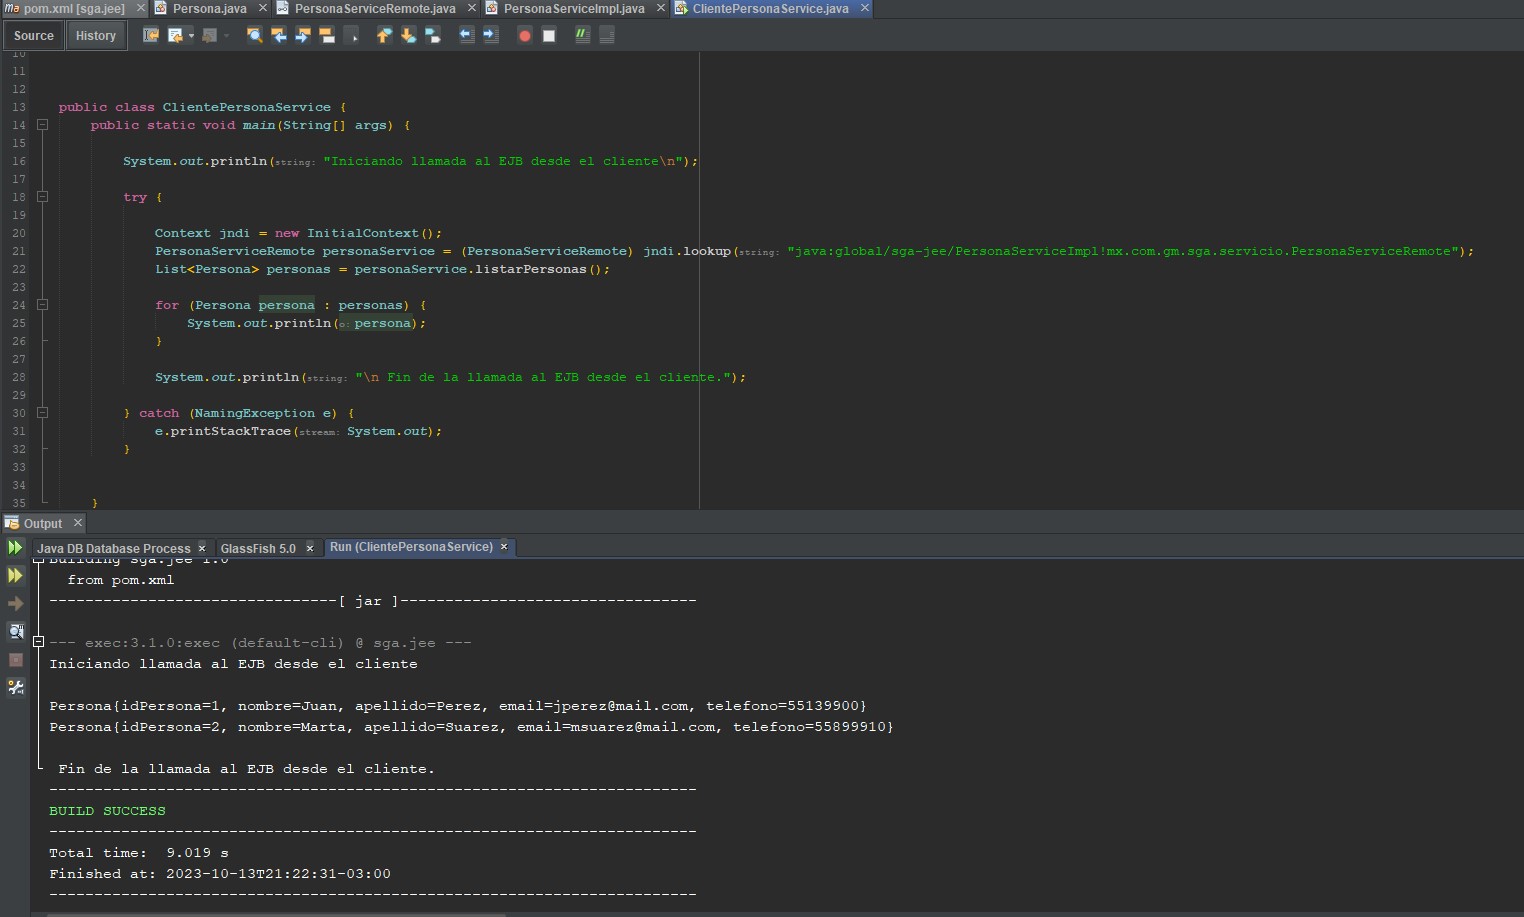 pom.xml [sga.jee] Persona.java PersonaServiceRemote.java PersonaServiceImpl.java ClientePersonaService.java
Source History
10
11
12
13 public class ClientePersonaService {
14 public static void main(String[] args) {
15
16 System.out.println(string: "Iniciando llamada al EJB desde el cliente\n");
17
18 try {
19
20 Context jndi = new InitialContext();
21 PersonaServiceRemote personaService = (PersonaServiceRemote) jndi.lookup(string: "java:global/sga-jee/PersonaServiceImpl!mx.com.gm.sga.servicio.PersonaServiceRemote");
22 List<Persona> personas = personaService.listarPersonas();
23
24 for (Persona persona : personas) {
25 System.out.println(o: persona);
26 }
27
28 System.out.println(string: "\n Fin de la llamada al EJB desde el cliente.");
29
30 } catch (NamingException e) {
31 e.printStackTrace(stream: System.out);
32 }
33
34
35 }
Output
Java DB Database Process GlassFish 5.0 Run (ClientePersonaService)
Building sga.jee 1.0
from pom.xml
--------------------------------[ jar ]---------------------------------
--- exec:3.1.0:exec (default-cli) @ sga.jee ---
Iniciando llamada al EJB desde el cliente
Persona{idPersona=1, nombre=Juan, apellido=Perez, email=jperez@mail.com, telefono=55139900}
Persona{idPersona=2, nombre=Marta, apellido=Suarez, email=msuarez@mail.com, telefono=55899910}
Fin de la llamada al EJB desde el cliente.
------------------------------------------------------------------------
BUILD SUCCESS
------------------------------------------------------------------------
Total time:  9.019 s
Finished at: 2023-10-13T21:22:31-03:00
------------------------------------------------------------------------